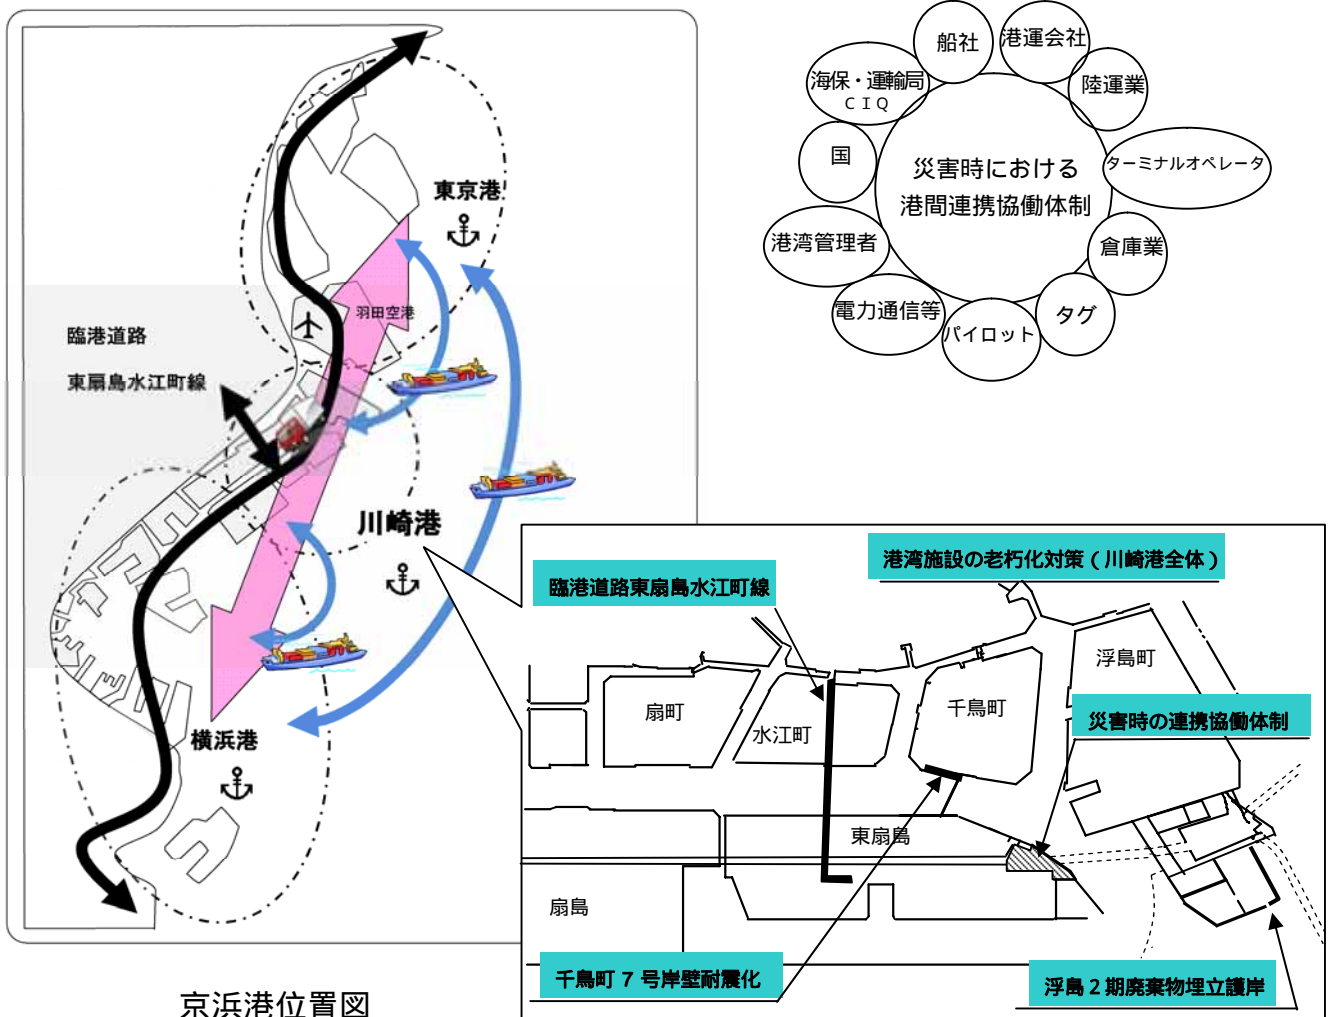 船社
港運会社
海保・運輸局
ＣＩＱ
陸運業
国
災害時における
港間連携協働体制
ターミナルオペレータ
港湾管理者
倉庫業
電力通信等
パイロット
タグ
東京港
羽田空港
臨港道路
東扇島水江町線
川崎港
横浜港
京浜港位置図
港湾施設の老朽化対策（川崎港全体）
臨港道路東扇島水江町線
浮島町
扇町
水江町
千鳥町
災害時の連携協働体制
東扇島
扇島
千鳥町７号岸壁耐震化
浮島２期廃棄物埋立護岸